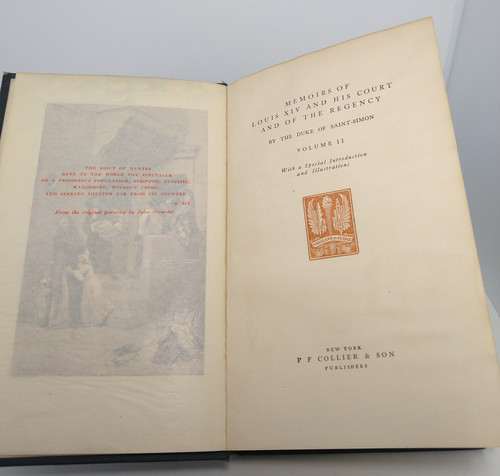 THE EDICT OF NANTES
GAVE TO THE WORLD THE SPECTACLE
OF A PRODIGIOUS POPULATION, STRIPPED, FUGITIVE,
WANDERING, WITHOUT CRIME,
AND SEEKING SHELTER FAR FROM ITS COUNTRY
From the original painting by Jules Girardet
MEMOIRS OF
LOUIS XIV AND HIS COURT
AND OF THE REGENCY
BY THE DUKE OF SAINT-SIMON
VOLUME II
With a Special Introduction
and Illustrations
NEW YORK
P F COLLIER & SON
PUBLISHERS